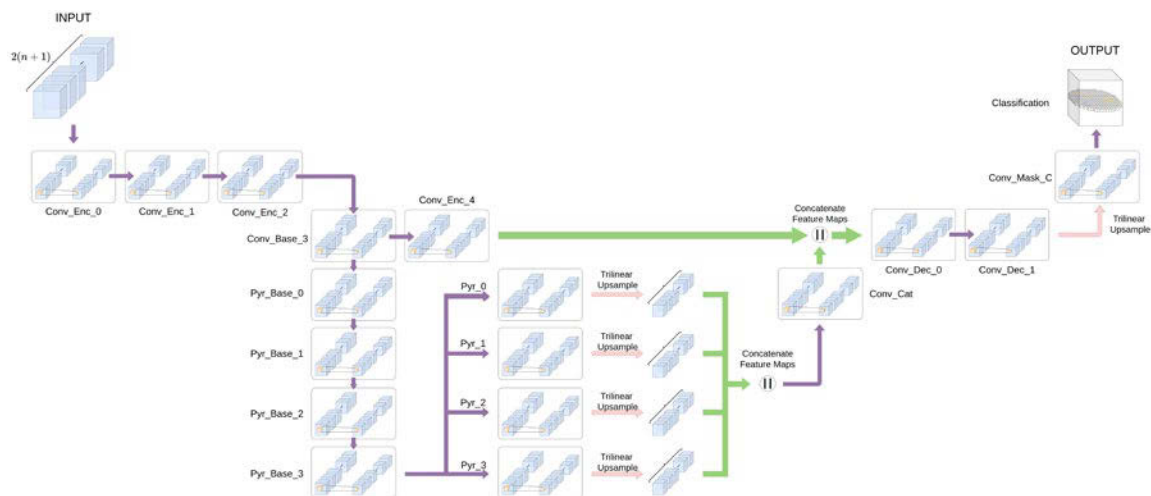 INPUT
2(n + 1)
OUTPUT
Classification
Conv_Enc_0
Conv_Enc_1
Conv_Enc_2
Conv_Enc_4
Conv_Mask_C
Concatenate
Feature Maps
Trilinear
Upsample
Conv_Base_3
Conv_Dec_0
Conv_Dec_1
Pyr_Base_0
Pyr_0
Trilinear
Upsample
Conv_Cat
Pyr_Base_1
Pyr_1
Trilinear
Upsample
Concatenate
Feature Maps
Pyr_Base_2
Pyr_2
Trilinear
Upsample
Pyr_Base_3
Pyr_3
Trilinear
Upsample